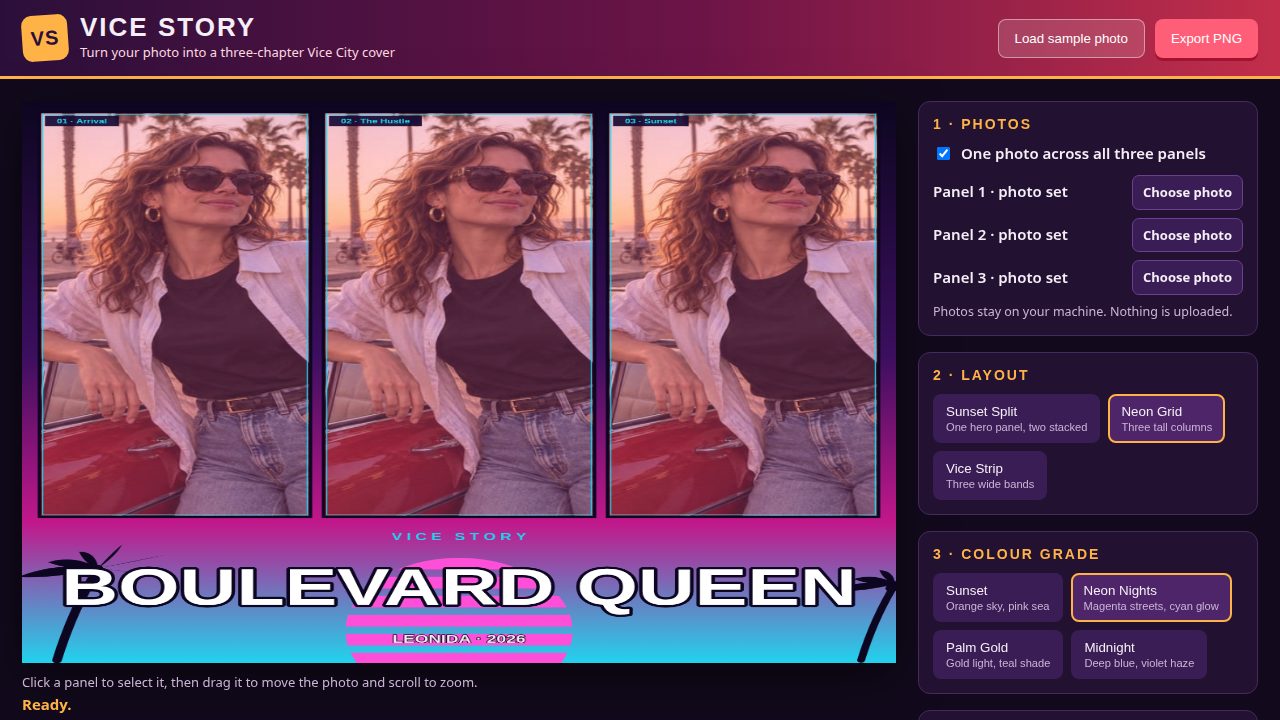 VS
VICE STORY
Turn your photo into a three-chapter Vice City cover
Load sample photo
Export PNG
01 · Arrival
02 · The Hustle
03 · Sunset
VICE STORY
BOULEVARD QUEEN
LEONIDA · 2026
Click a panel to select it, then drag it to move the photo and scroll to zoom.
Ready.
1 · PHOTOS
One photo across all three panels
Panel 1 · photo set
Choose photo
Panel 2 · photo set
Choose photo
Panel 3 · photo set
Choose photo
Photos stay on your machine. Nothing is uploaded.
2 · LAYOUT
Sunset Split
One hero panel, two stacked
Neon Grid
Three tall columns
Vice Strip
Three wide bands
3 · COLOUR GRADE
Sunset
Orange sky, pink sea
Neon Nights
Magenta streets, cyan glow
Palm Gold
Gold light, teal shade
Midnight
Deep blue, violet haze